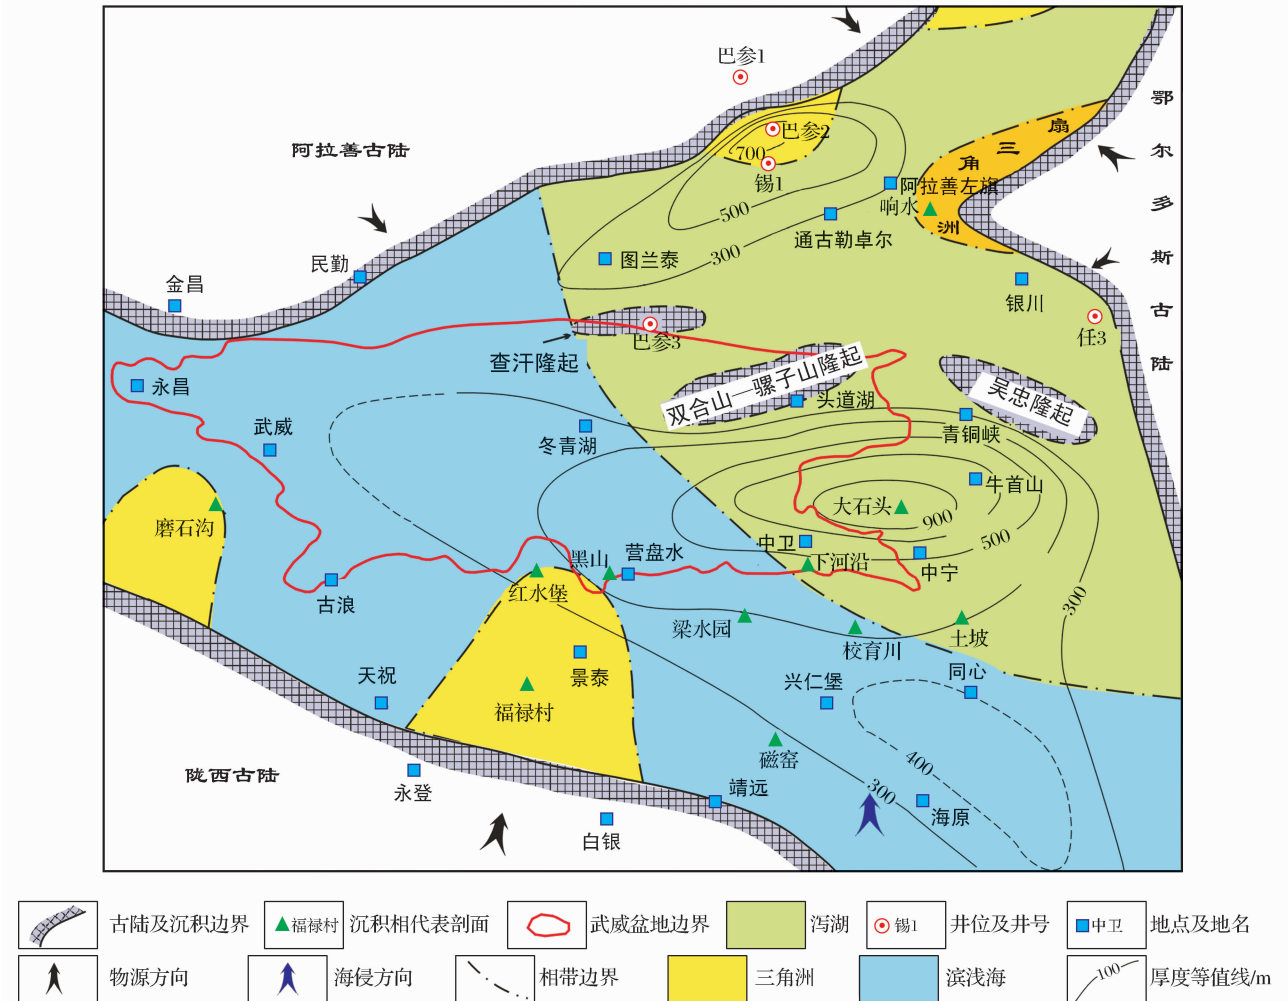 巴参1
鄂尔多斯古陆
扇三角洲
巴参2
阿拉善古陆
700
锡1
阿拉善左旗
响水
500
通古勒卓尔
300
图兰泰
民勤
金昌
银川
任3
巴参3
查汗隆起
双合山—骡子山隆起
吴忠隆起
永昌
头道湖
武威
冬青湖
青铜峡
牛首山
大石头
900
磨石沟
500
中卫
营盘水
黑山
下河沿
中宁
红水堡
古浪
300
梁水园
校育川
土坡
景泰
天祝
兴仁堡
同心
福禄村
磁窑
400
陇西古陆
永登
靖远
300
海原
白银
古陆及沉积边界
福禄村
沉积相代表剖面
武威盆地边界
泻湖
锡1
井位及井号
中卫
地点及地名
物源方向
海侵方向
相带边界
三角洲
滨浅海
100
厚度等值线/m